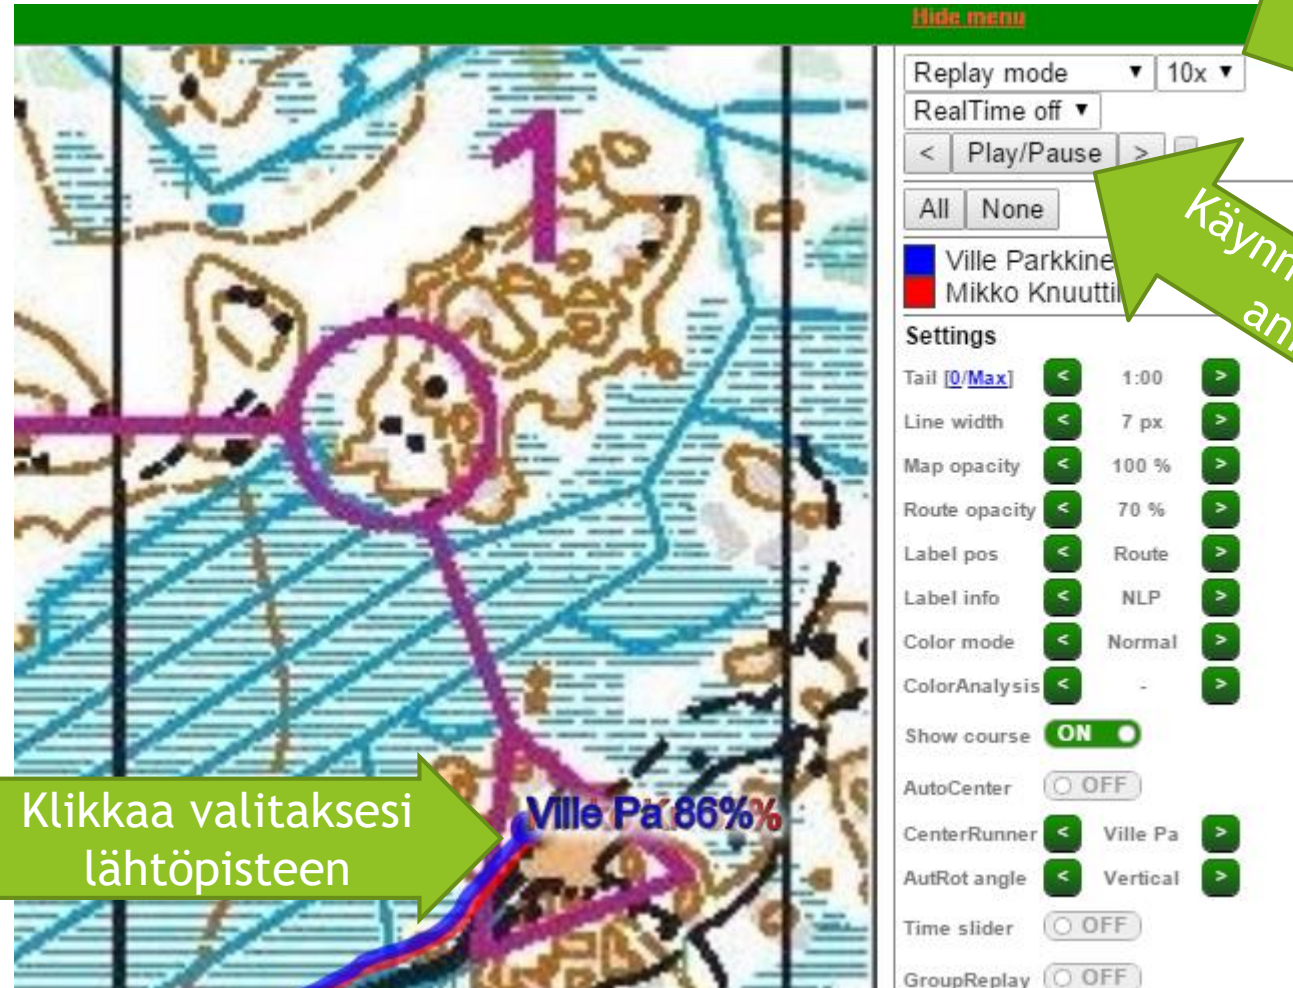 Hide menu
Replay mode 10x
RealTime off
< Play/Pause >
All None
Ville Parkkine
Mikko Knuutti
Settings
Tail [0/Max] < 1:00 >
Line width < 7 px >
Map opacity < 100 % >
Route opacity < 70 % >
Label pos < Route >
Label info < NLP >
Color mode < Normal >
ColorAnalysis < - >
Show course ON
AutoCenter OFF
CenterRunner < Ville Pa >
AutRot angle < Vertical >
Time slider OFF
GroupReplay OFF
1
Ville Pa 86%%
Klikkaa valitaksesi
lähtöpisteen